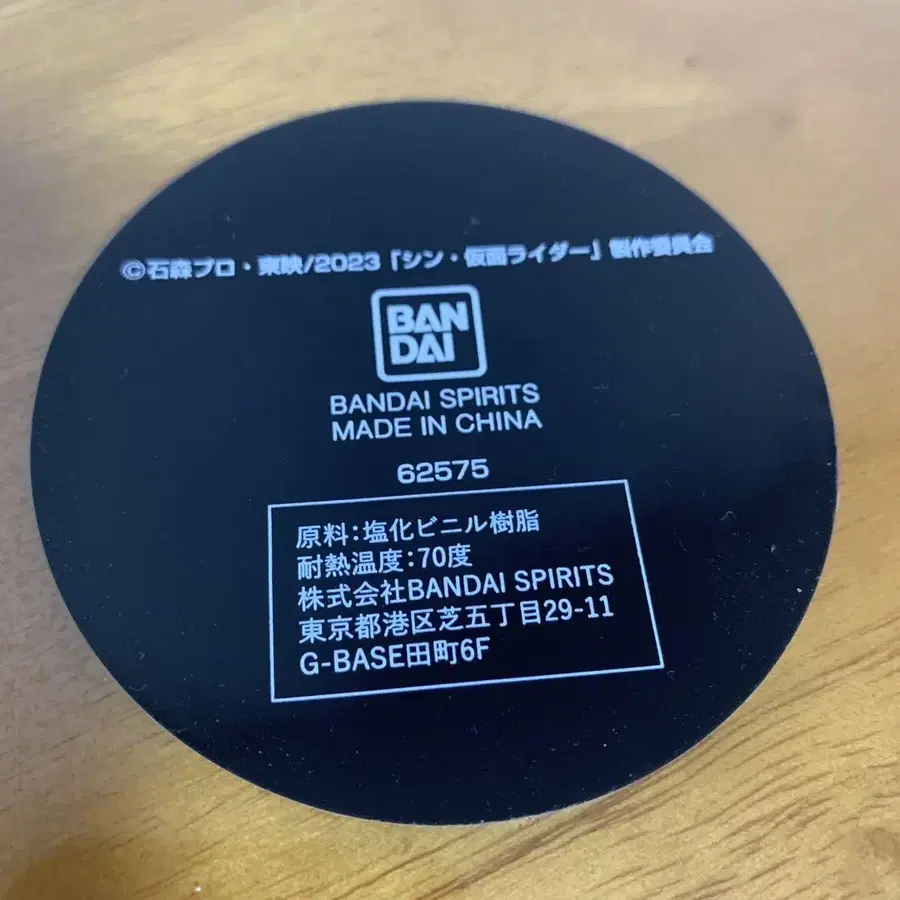 ©石森プロ・東映/2023「シン・仮面ライダー」製作委員会
BAN
DAI
BANDAI SPIRITS
MADE IN CHINA
62575
原料:塩化ビニル樹脂
耐熱温度:70度
株式会社BANDAI SPIRITS
東京都港区芝五丁目29-11
G-BASE田町6F